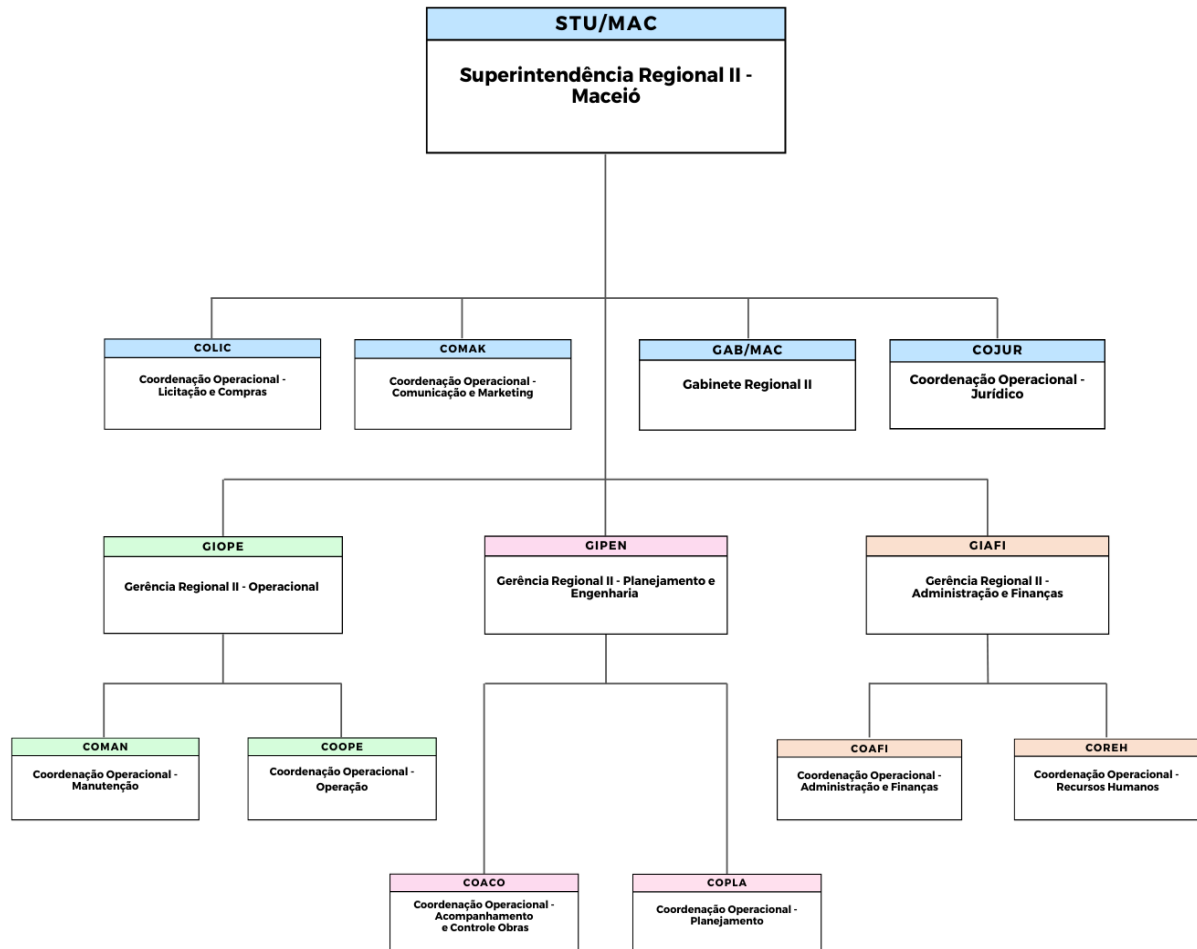 STU/MAC
Superintendência Regional II -
Maceió
COLIC
Coordenação Operacional -
Licitação e Compras
COMAK
Coordenação Operacional -
Comunicação e Marketing
GAB/MAC
Gabinete Regional II
COJUR
Coordenação Operacional -
Jurídico
GIOPE
Gerência Regional II - Operacional
GIPEN
Gerência Regional II - Planejamento e
Engenharia
GIAFI
Gerência Regional II -
Administração e Finanças
COMAN
Coordenação Operacional -
Manutenção
COOPE
Coordenação Operacional -
Operação
COAFI
Coordenação Operacional -
Administração e Finanças
COREH
Coordenação Operacional -
Recursos Humanos
COACO
Coordenação Operacional -
Acompanhamento
e Controle Obras
COPLA
Coordenação Operacional -
Planejamento